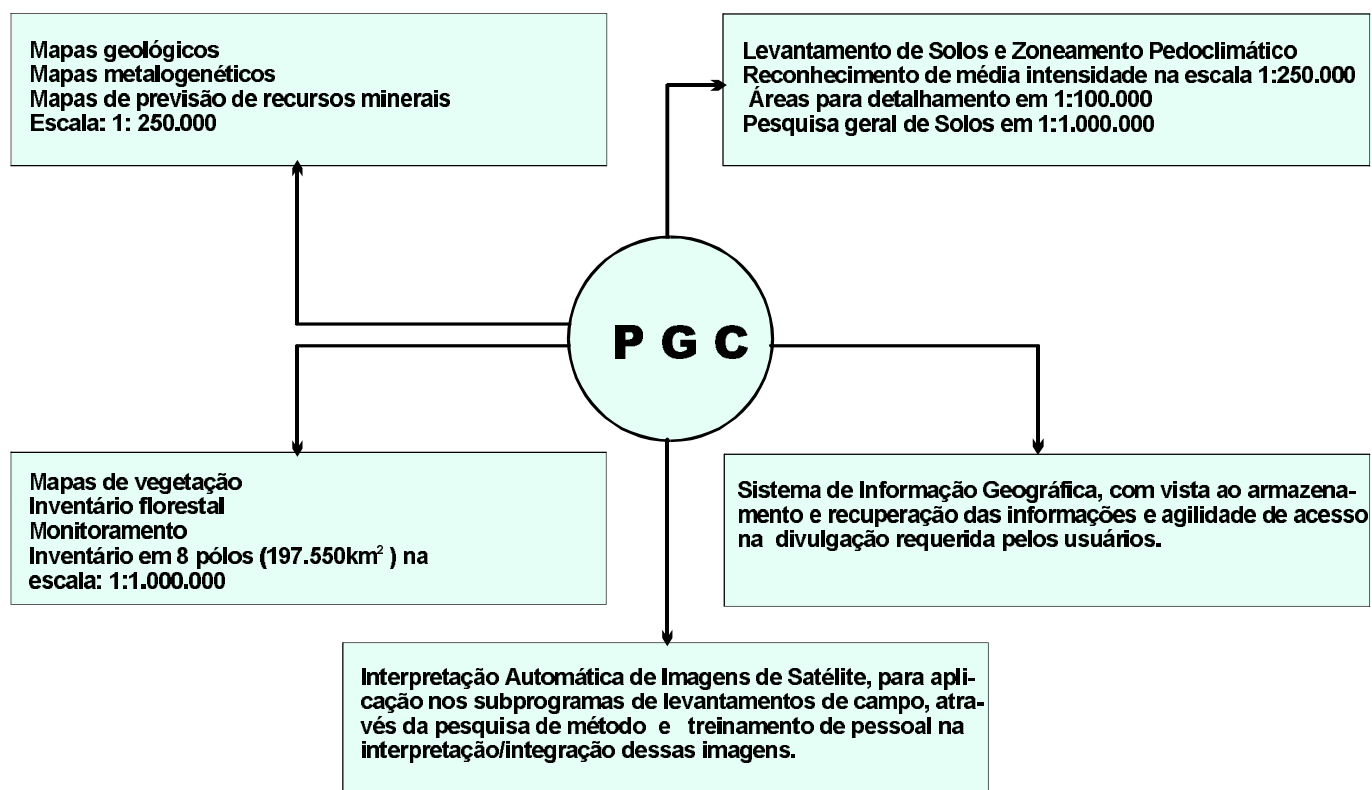 Mapas geológicos
Mapas metalogenéticos
Mapas de previsão de recursos minerais
Escala: 1: 250.000
Levantamento de Solos e Zoneamento Pedoclimático
Reconhecimento de média intensidade na escala 1:250.000
Áreas para detalhamento em 1:100.000
Pesquisa geral de Solos em 1:1.000.000
P G C
Mapas de vegetação
Inventário florestal
Monitoramento
Inventário em 8 pólos (197.550km² ) na
escala: 1:1.000.000
Sistema de Informação Geográfica, com vista ao armazena-
mento e recuperação das informações e agilidade de acesso
na divulgação requerida pelos usuários.
Interpretação Automática de Imagens de Satélite, para apli-
cação nos subprogramas de levantamentos de campo, atra-
vés da pesquisa de método e treinamento de pessoal na
interpretação/integração dessas imagens.